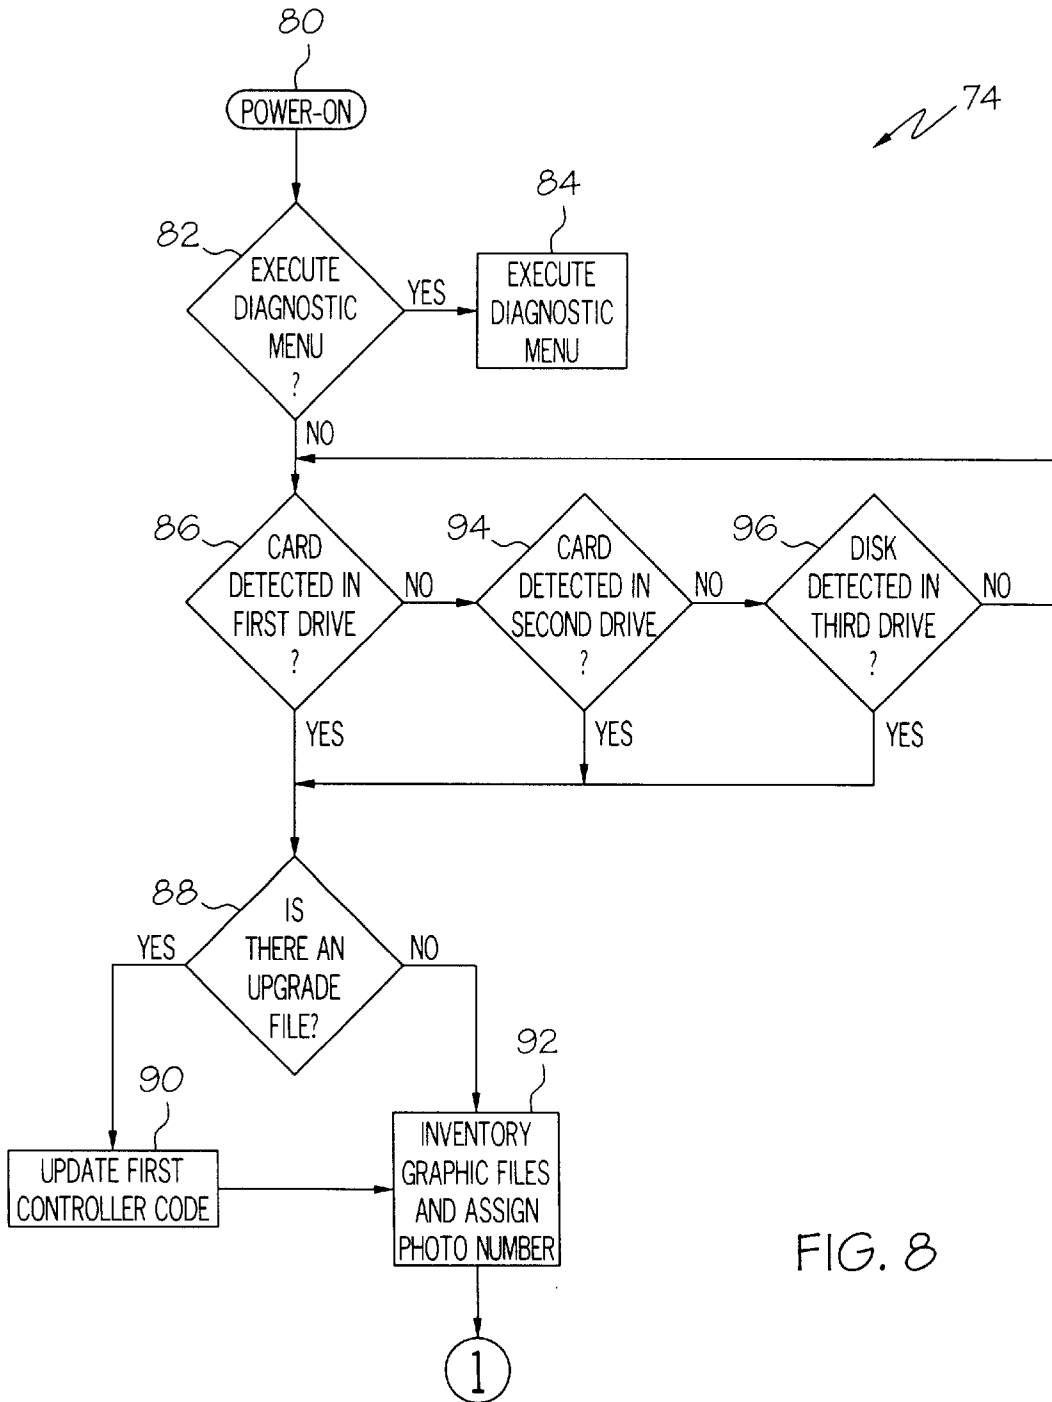 80
POWER-ON
74
84
82
EXECUTE
DIAGNOSTIC
MENU
?
YES
EXECUTE
DIAGNOSTIC
MENU
NO
86
CARD
DETECTED IN
FIRST DRIVE
?
NO
94
CARD
DETECTED IN
SECOND DRIVE
?
NO
96
DISK
DETECTED IN
THIRD DRIVE
?
NO
YES
YES
YES
88
IS
THERE AN
UPGRADE
FILE?
YES
NO
90
UPDATE FIRST
CONTROLLER CODE
92
INVENTORY
GRAPHIC FILES
AND ASSIGN
PHOTO NUMBER
FIG. 8
1